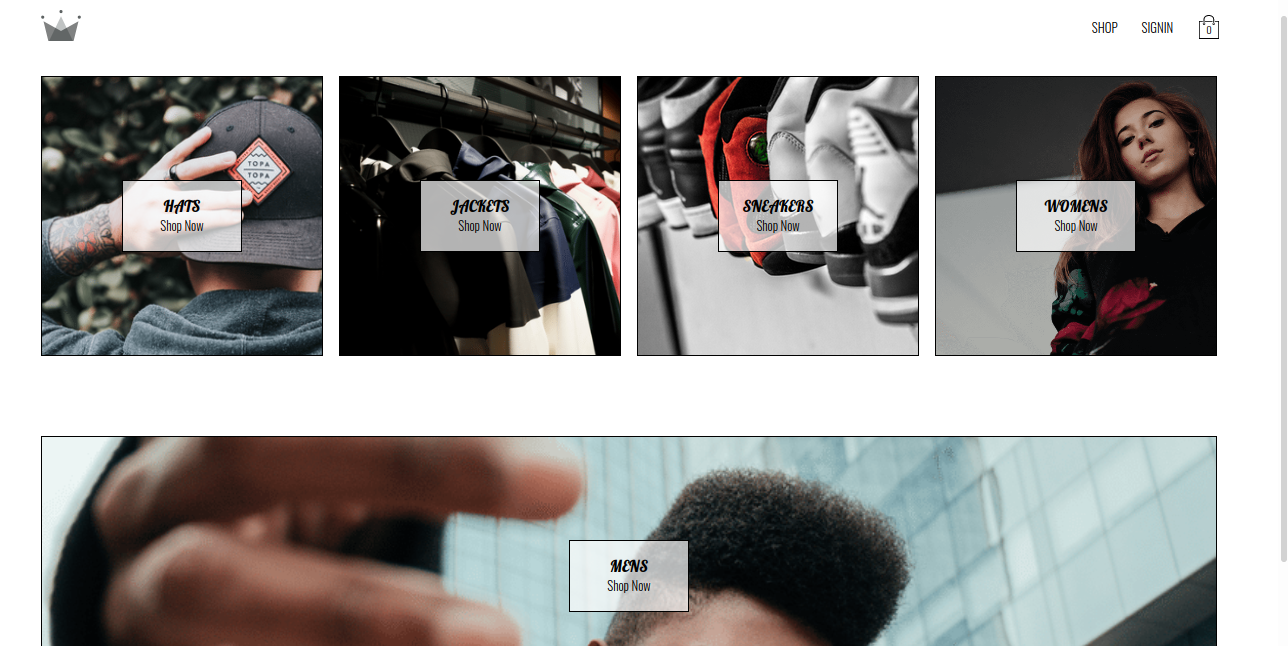 SHOP
SIGNIN
0
TOPA
TOPA
HATS
Shop Now
JACKETS
Shop Now
SNEAKERS
Shop Now
WOMENS
Shop Now
MENS
Shop Now